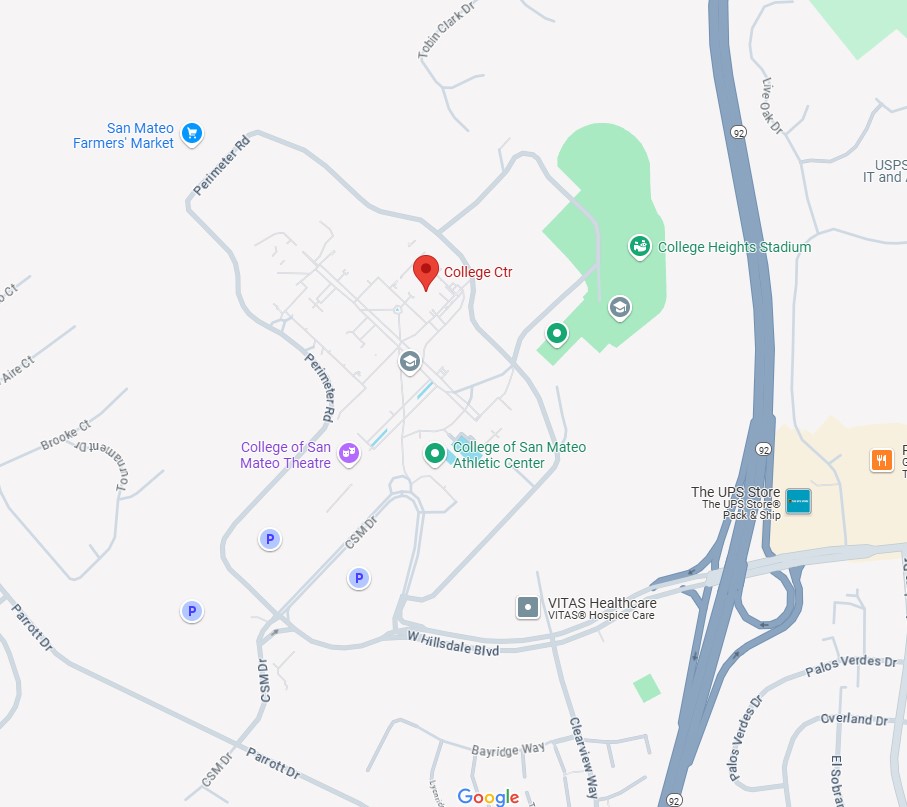 Tobin Clark Dr
Live Oak Dr
92
San Mateo
Farmers' Market
Perimeter Rd
USPS
IT and
College Heights Stadium
College Ctr
Ct
Aire Ct
Perimeter Rd
Brooke Ct
Tournament Dr
College of San
Mateo Theatre
College of San Mateo
Athletic Center
92
The UPS Store
The UPS Store®
Pack & Ship
CSM Dr
P
P
P
VITAS Healthcare
VITAS® Hospice Care
Parrott Dr
W Hillsdale Blvd
CSM Dr
Palos Verdes Dr
Overland Dr
Palos Verdes Dr
Clearview Way
Bayridge Way
Parrott Dr
CSM Dr
El Sobra
Google
92